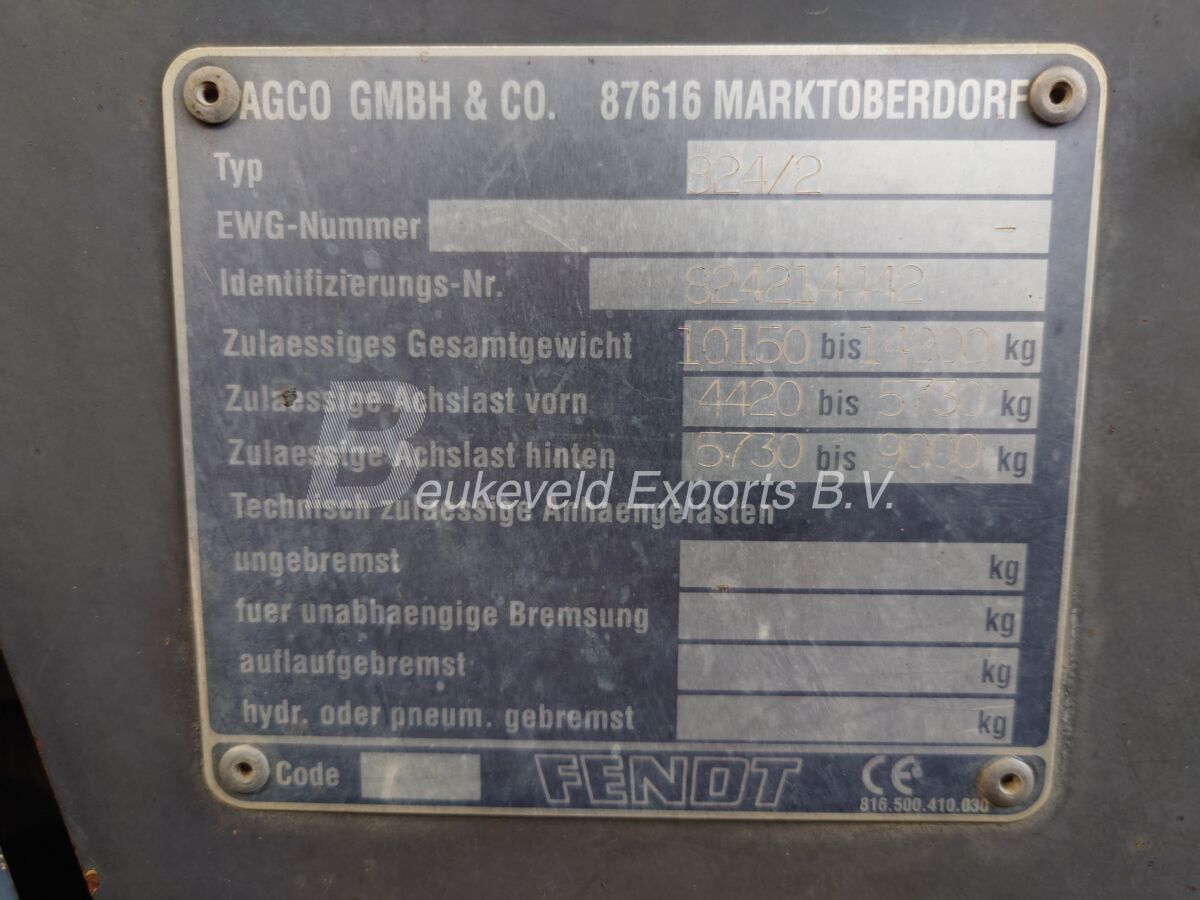 AGCO GMBH & CO. 87616 MARKTOBERDORF
Typ 824/2
EWG-Nummer -
Identifizierungs-Nr. 824214442
Zulaessiges Gesamtgewicht 10150 bis 14000 kg
Zulaessige Achslast vorn 4420 bis 5730 kg
Zulaessige Achslast hinten 5730 bis 9000 kg
Beukeveld Exports B.V.
Technisch zulaessige Anhaengelasten
ungebremst kg
fuer unabhaengige Bremsung kg
auflaufgebremst kg
hydr. oder pneum. gebremst kg
Code FENDT CE
816.500.410.030